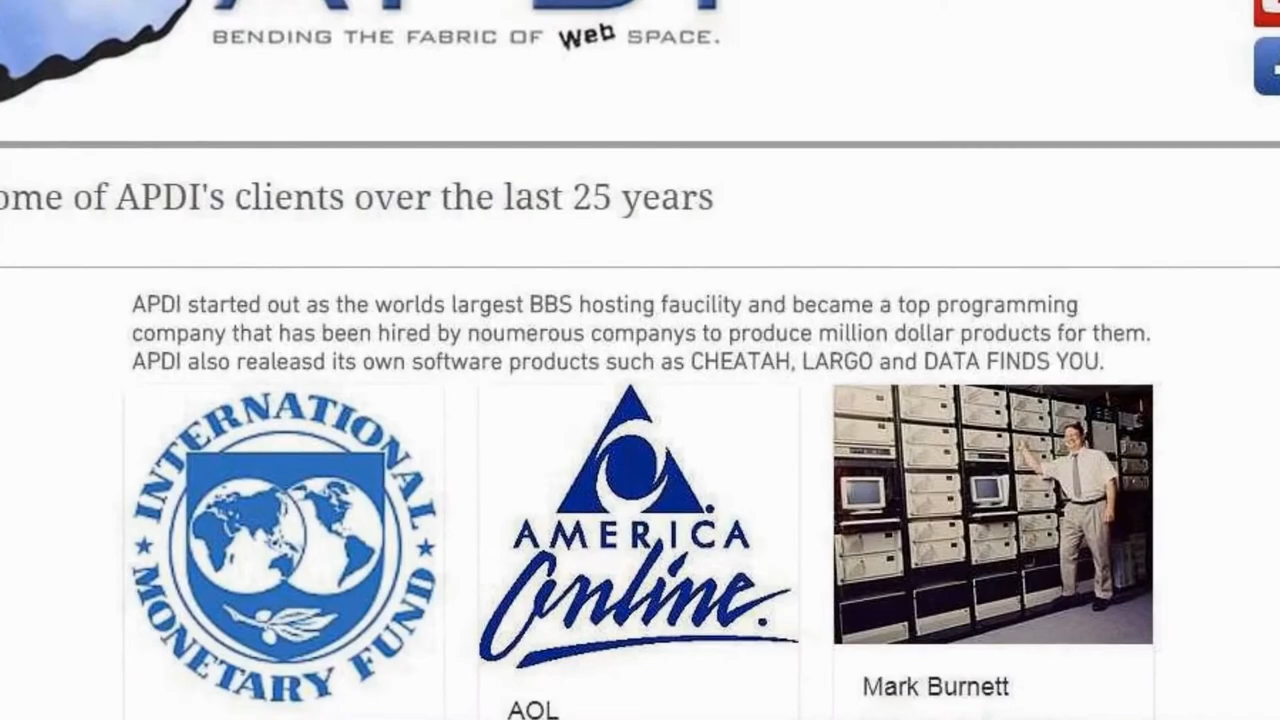 APDI
BENDING THE FABRIC OF Web SPACE.
ome of APDI's clients over the last 25 years
APDI started out as the worlds largest BBS hosting faucility and became a top programming
company that has been hired by noumerous companys to produce million dollar products for them.
APDI also realeasd its own software products such as CHEATAH, LARGO and DATA FINDS YOU.
INTERNATIONAL
MONETARY FUND
AMERICA
Online.
AOL
Mark Burnett